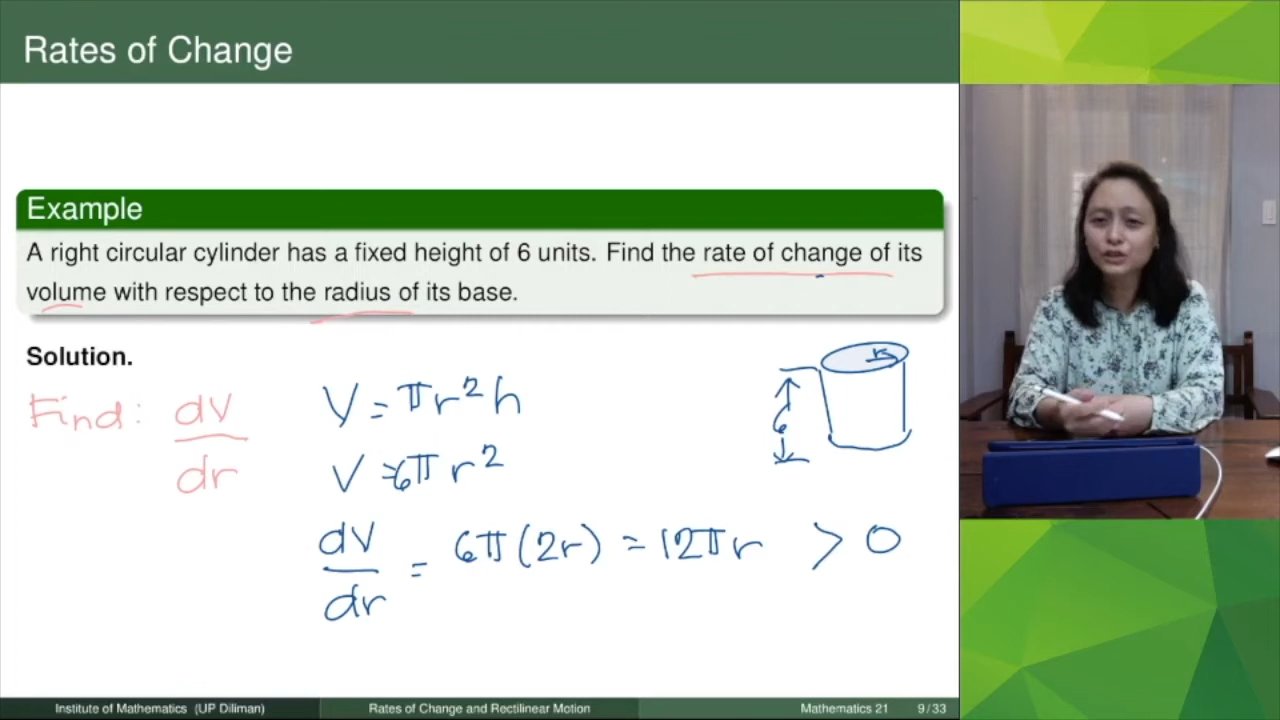 Rates of Change
Example
A right circular cylinder has a fixed height of 6 units. Find the rate of change of its
volume with respect to the radius of its base.
Solution.
Find: dV/dr
V = πr²h
V = 6πr²
dV/dr = 6π(2r) = 12πr > 0
r
6
Institute of Mathematics (UP Diliman)
Rates of Change and Rectilinear Motion
Mathematics 21
9 / 33